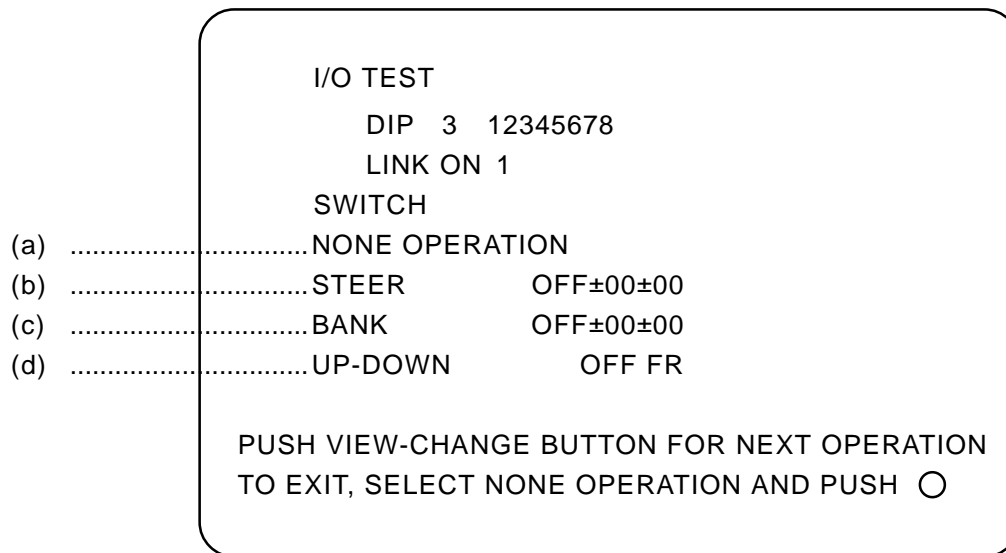 I/O TEST
DIP 3 12345678
LINK ON 1
SWITCH
(a) ................................NONE OPERATION
(b) ................................STEER OFF±00±00
(c) ................................BANK OFF±00±00
(d) ................................UP-DOWN OFF FR
PUSH VIEW-CHANGE BUTTON FOR NEXT OPERATION
TO EXIT, SELECT NONE OPERATION AND PUSH ○